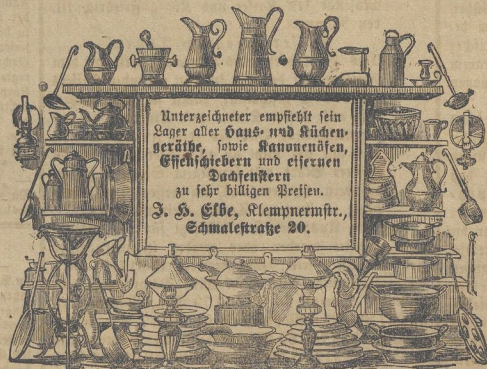 Unterzeichneter empfiehlt sein
Lager aller Haus- und Küchen-
geräthe, sowie Kanonenöfen,
Essenschiebern und eisernen
Dachfenstern
zu sehr billigen Preisen.
J. H. Elbe, Klempnermstr.,
Schmalestraße 20.